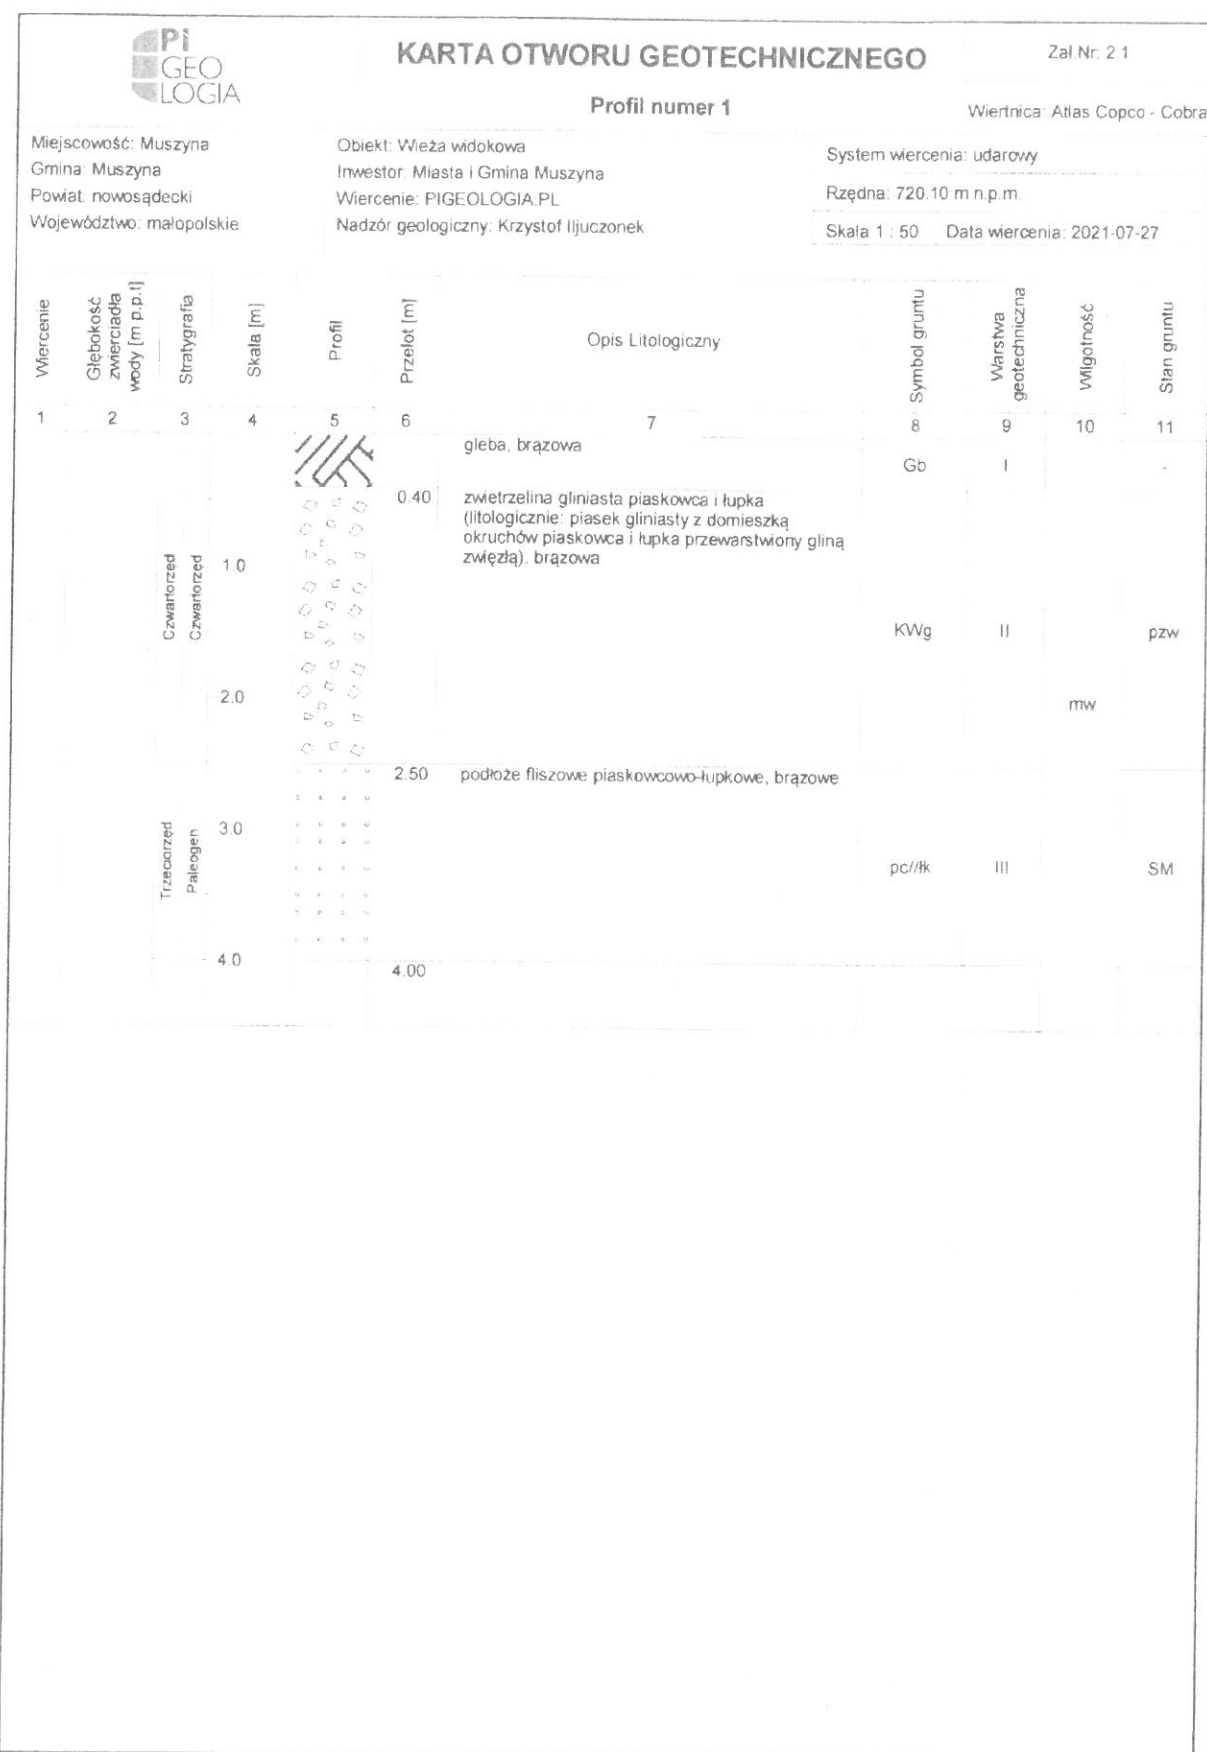 Pi
GEO
LOGIA
KARTA OTWORU GEOTECHNICZNEGO
Profil numer 1
Zał.Nr: 2.1
Wiertnica: Atlas Copco - Cobra
Miejscowość: Muszyna
Gmina: Muszyna
Powiat: nowosądecki
Województwo: małopolskie
Obiekt: Wieża widokowa
Inwestor: Miasta i Gmina Muszyna
Wiercenie: PIGEOLOGIA.PL
Nadzór geologiczny: Krzystof Iljuczonek
System wiercenia: udarowy
Rzędna: 720.10 m n.p.m.
Skala 1 : 50 Data wiercenia: 2021-07-27
Wiercenie
Głębokość zwierciadła wody [m p.p.t]
Stratygrafia
Skala [m]
Profil
Przelot [m]
Opis Litologiczny
Symbol gruntu
Warstwa geotechniczna
Wilgotność
Stan gruntu
1 2 3 4 5 6 7 8 9 10 11
gleba, brązowa
Gb I -
0.40 zwietrzelina gliniasta piaskowca i łupka
(litologicznie: piasek gliniasty z domieszką
okruchów piaskowca i łupka przewarstwiony gliną
zwięzłą), brązowa
1.0
Czwartorzęd
Czwartorzęd
KWg II pzw
2.0
mw
2.50 podłoże fliszowe piaskowcowo-łupkowe, brązowe
3.0
Trzeciorzęd
Paleogen
pc//łk III SM
4.0
4.00